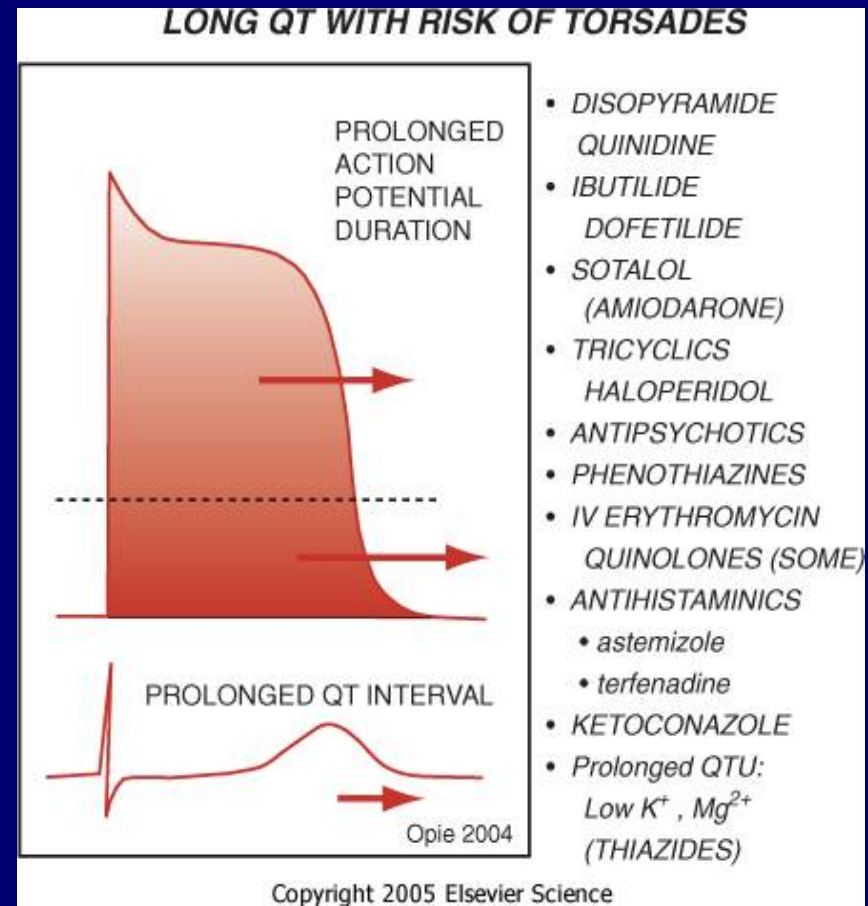 LONG QT WITH RISK OF TORSADES
PROLONGED
ACTION
POTENTIAL
DURATION
PROLONGED QT INTERVAL
Opie 2004
• DISOPYRAMIDE
QUINIDINE
• IBUTILIDE
DOFETILIDE
• SOTALOL
(AMIODARONE)
• TRICYCLICS
HALOPERIDOL
• ANTIPSYCHOTICS
• PHENOTHIAZINES
• IV ERYTHROMYCIN
QUINOLONES (SOME)
• ANTIHISTAMINICS
• astemizole
• terfenadine
• KETOCONAZOLE
• Prolonged QTU:
Low K⁺ , Mg²⁺
(THIAZIDES)
Copyright 2005 Elsevier Science